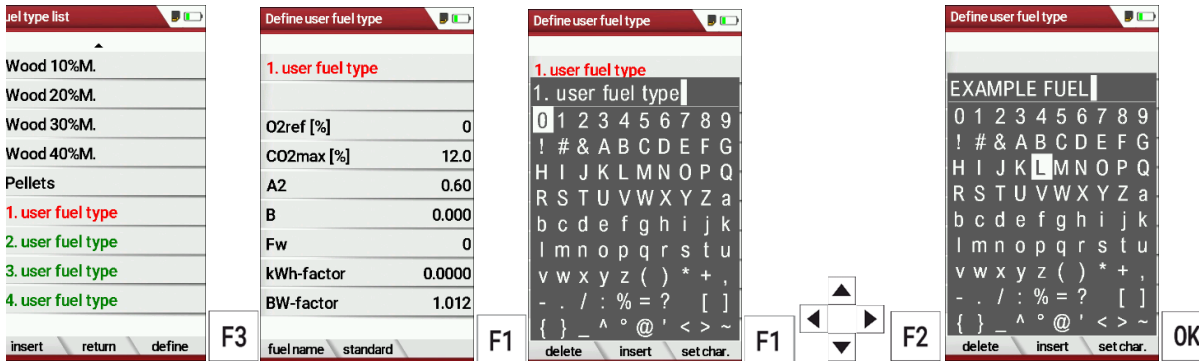 uel type list
Wood 10%M.
Wood 20%M.
Wood 30%M.
Wood 40%M.
Pellets
1. user fuel type
2. user fuel type
3. user fuel type
4. user fuel type
insert return define
F3
Define user fuel type
1. user fuel type
O2ref [%] 0
CO2max [%] 12.0
A2 0.60
B 0.000
Fw 0
kWh-factor 0.0000
BW-factor 1.012
fuel name standard
F1
Define user fuel type
1. user fuel type
1. user fuel type
0 1 2 3 4 5 6 7 8 9
! # & A B C D E F G
H I J K L M N O P Q
R S T U V W X Y Z a
b c d e f g h i j k
l m n o p q r s t u
v w x y z ( ) * + ,
- . / : % = ? [ ]
{ } _ ^ ° @ ' < > ~
delete insert set char.
F1
F2
Define user fuel type
EXAMPLE FUEL
0 1 2 3 4 5 6 7 8 9
! # & A B C D E F G
H I J K L M N O P Q
R S T U V W X Y Z a
b c d e f g h i j k
l m n o p q r s t u
v w x y z ( ) * + ,
- . / : % = ? [ ]
{ } _ ^ ° @ ' < > ~
delete insert set char.
OK